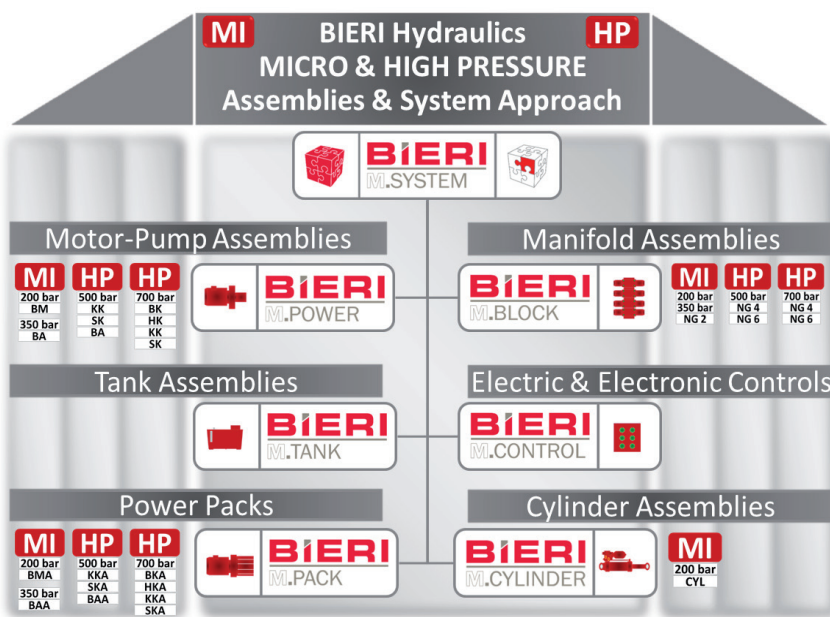 MI
BIERI Hydraulics
HP
MICRO & HIGH PRESSURE
Assemblies & System Approach
BiERI
M.SYSTEM
Motor-Pump Assemblies
MI HP HP
200 bar 500 bar 700 bar
BM KK BK
350 bar SK HK
BA BA KK
SK
BiERI
M.POWER
Manifold Assemblies
BiERI
M.BLOCK
MI HP HP
200 bar 500 bar 700 bar
350 bar NG 4 NG 4
NG 2 NG 6 NG 6
Tank Assemblies
BiERI
M.TANK
Electric & Electronic Controls
BiERI
M.CONTROL
Power Packs
MI HP HP
200 bar 500 bar 700 bar
BMA KKA BKA
350 bar SKA HKA
BAA BAA KKA
SKA
BiERI
M.PACK
Cylinder Assemblies
BiERI
M.CYLINDER
MI
200 bar
CYL